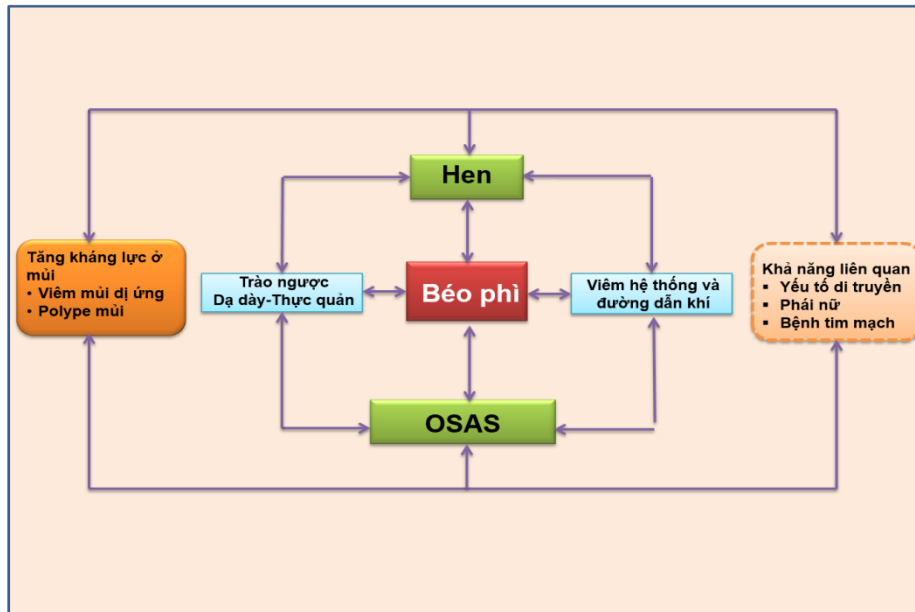 Hen
Tăng kháng lực ở
mũi
• Viêm mũi dị ứng
• Polype mũi
Trào ngược
Dạ dày-Thực quản
Béo phì
Viêm hệ thống và
đường dẫn khí
Khả năng liên quan
▪ Yếu tố di truyền
▪ Phái nữ
▪ Bệnh tim mạch
OSAS